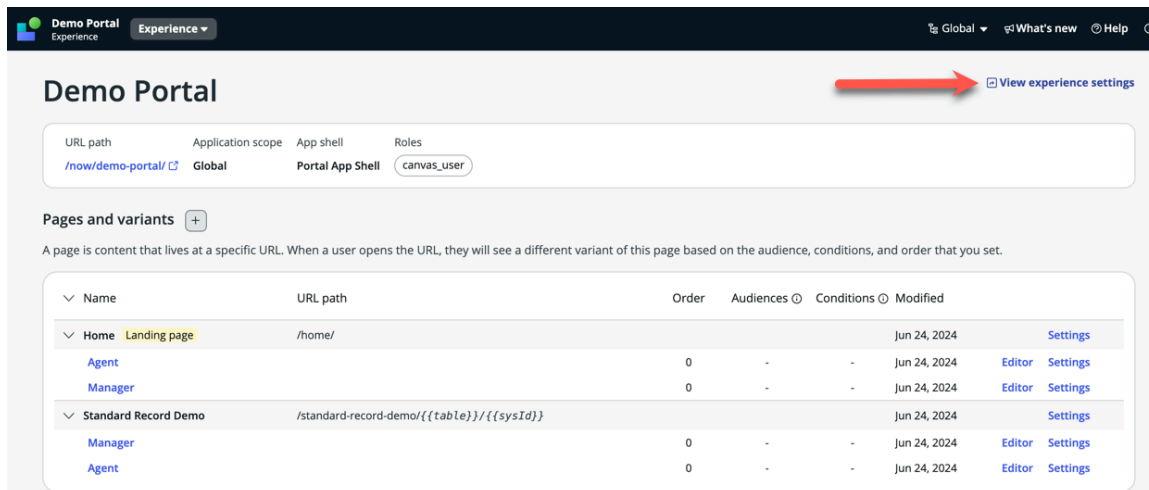 Demo Portal
Experience
Experience
Global
What's new
Help
Demo Portal
View experience settings
URL path Application scope App shell Roles
/now/demo-portal/ Global Portal App Shell canvas_user
Pages and variants +
A page is content that lives at a specific URL. When a user opens the URL, they will see a different variant of this page based on the audience, conditions, and order that you set.
Name URL path Order Audiences Conditions Modified
Home Landing page /home/ Jun 24, 2024 Settings
Agent 0 - - Jun 24, 2024 Editor Settings
Manager 0 - - Jun 24, 2024 Editor Settings
Standard Record Demo /standard-record-demo/{{table}}/{{sysId}} Jun 24, 2024 Settings
Manager 0 - - Jun 24, 2024 Editor Settings
Agent 0 - - Jun 24, 2024 Editor Settings